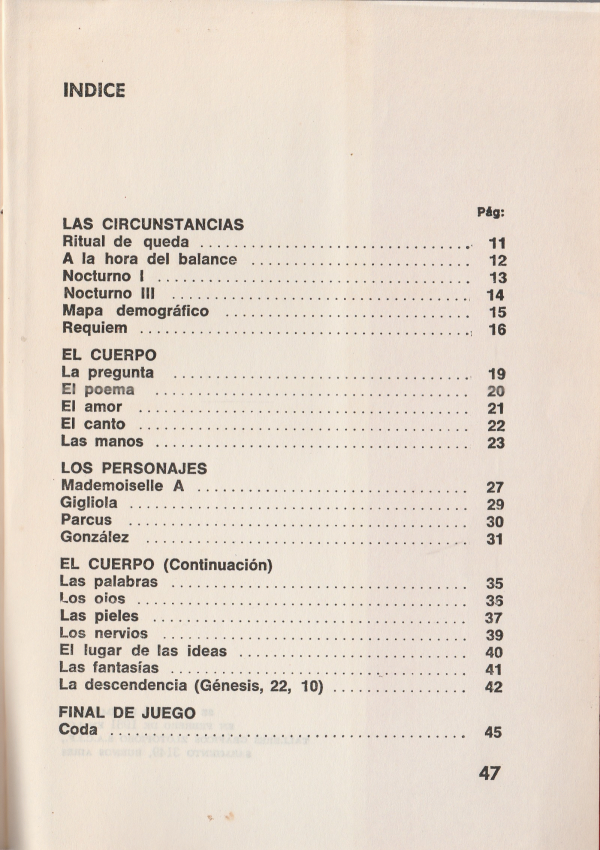 INDICE
Pág:
LAS CIRCUNSTANCIAS
Ritual de queda ................................ 11
A la hora del balance .......................... 12
Nocturno I ..................................... 13
Nocturno III ................................... 14
Mapa demográfico ............................... 15
Requiem ........................................ 16
EL CUERPO
La pregunta .................................... 19
El poema ....................................... 20
El amor ........................................ 21
El canto ....................................... 22
Las manos ...................................... 23
LOS PERSONAJES
Mademoiselle A ................................. 27
Gigliola ....................................... 29
Parcus ......................................... 30
González ....................................... 31
EL CUERPO (Continuación)
Las palabras ................................... 35
Los ojos ....................................... 36
Las pieles ..................................... 37
Los nervios .................................... 39
El lugar de las ideas .......................... 40
Las fantasías .................................. 41
La descendencia (Génesis, 22, 10) .............. 42
FINAL DE JUEGO
Coda ........................................... 45
47